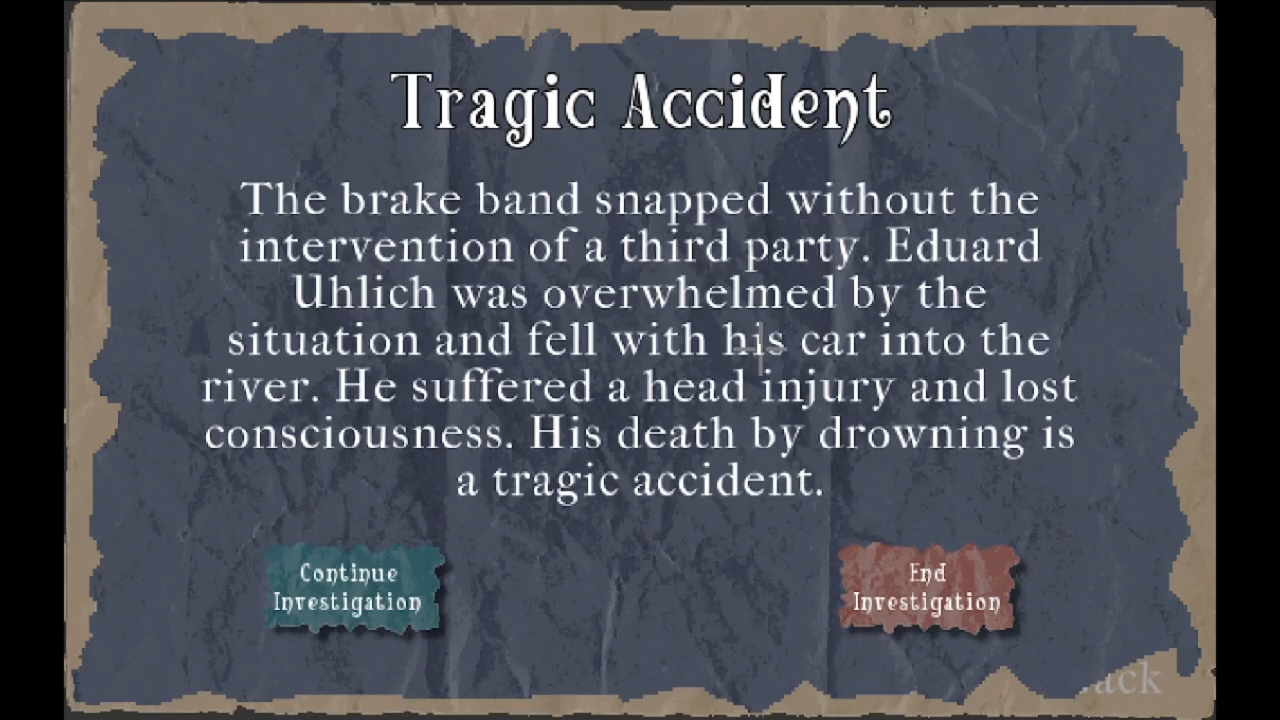 Tragic Accident
The brake band snapped without the
intervention of a third party. Eduard
Uhlich was overwhelmed by the
situation and fell with his car into the
river. He suffered a head injury and lost
consciousness. His death by drowning is
a tragic accident.
Continue
Investigation
End
Investigation